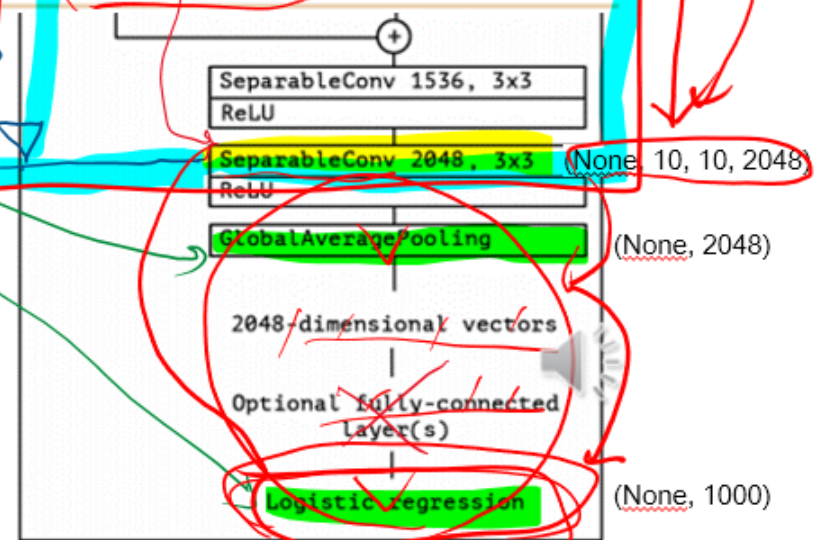 +
SeparableConv 1536, 3x3
ReLU
SeparableConv 2048, 3x3 (None, 10, 10, 2048)
ReLU
GlobalAveragePooling (None, 2048)
2048-dimensional vectors
Optional fully-connected
layer(s)
Logistic regression (None, 1000)